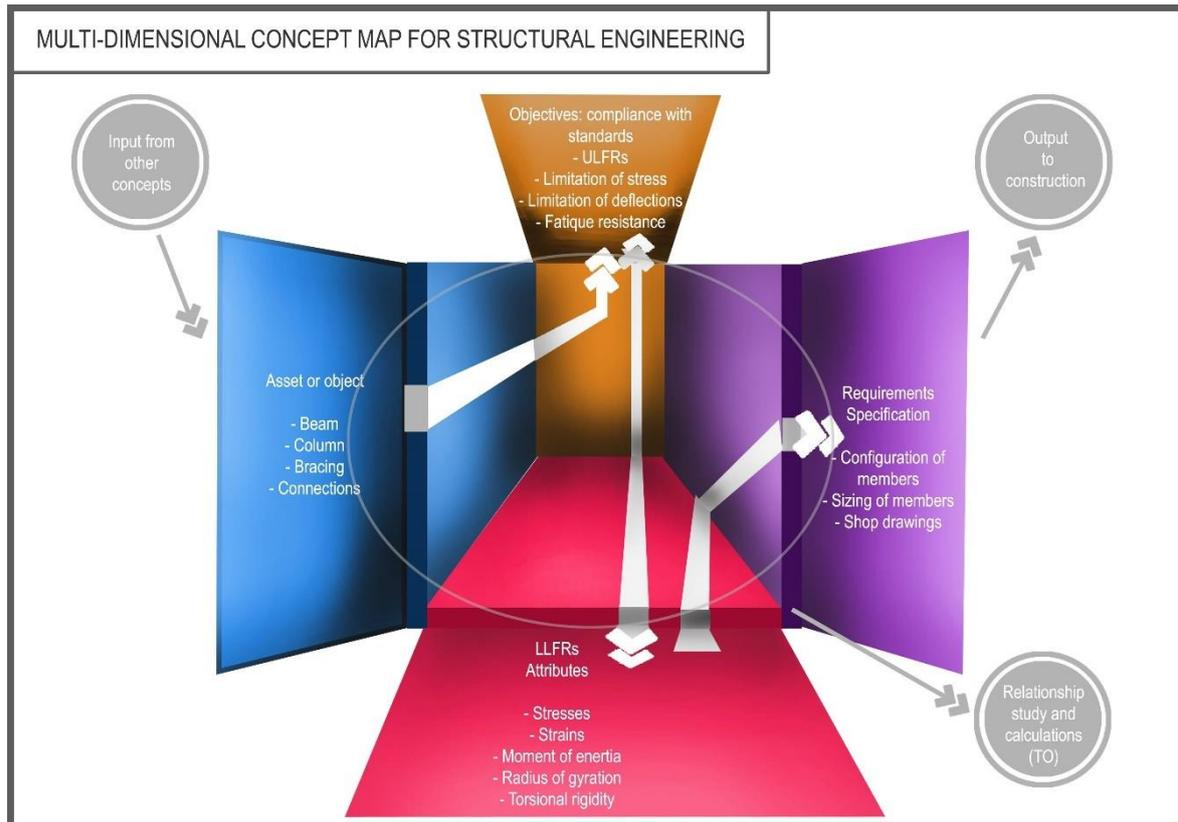 MULTI-DIMENSIONAL CONCEPT MAP FOR STRUCTURAL ENGINEERING
Input from
other
concepts
Objectives: compliance with
standards
- ULFRs
- Limitation of stress
- Limitation of deflections
- Fatique resistance
Output
to
construction
Asset or object
- Beam
- Column
- Bracing
- Connections
Requirements
Specification
- Configuration of
members
- Sizing of members
- Shop drawings
LLFRs
Attributes
- Stresses
- Strains
- Moment of enertia
- Radius of gyration
- Torsional rigidity
Relationship
study and
calculations
(TO)